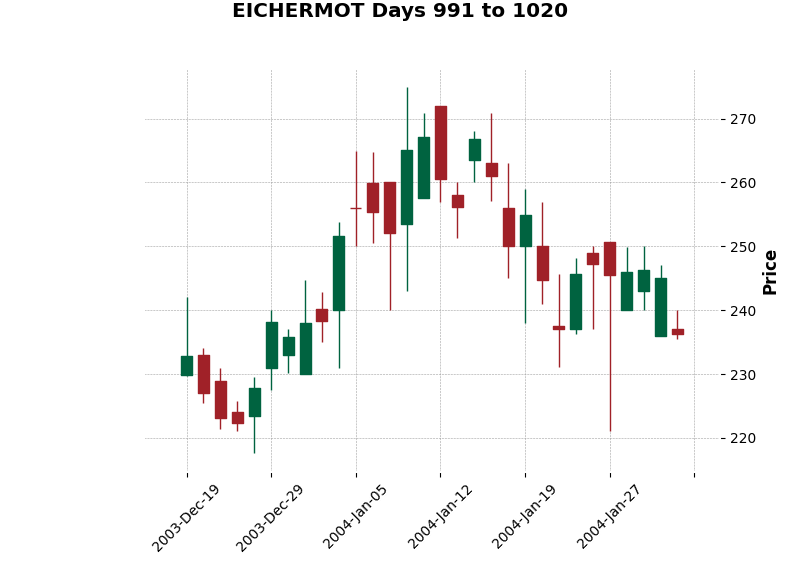 EICHERMOT Days 991 to 1020
270
260
250
240
230
220
Price
2003-Dec-19
2003-Dec-29
2004-Jan-05
2004-Jan-12
2004-Jan-19
2004-Jan-27